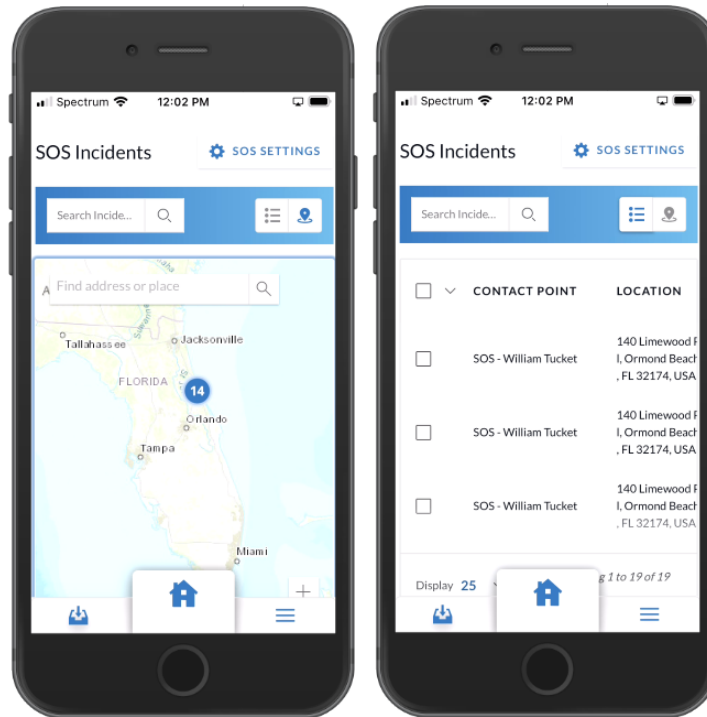 Spectrum 12:02 PM
SOS Incidents
SOS SETTINGS
Search Incide...
Find address or place
Tallahassee
Jacksonville
FLORIDA
14
Orlando
Tampa
Miami
+
Spectrum 12:02 PM
SOS Incidents
SOS SETTINGS
Search Incide...
CONTACT POINT LOCATION
140 Limewood P
SOS - William Tucket l, Ormond Beach
, FL 32174, USA
140 Limewood P
SOS - William Tucket l, Ormond Beach
, FL 32174, USA
140 Limewood P
SOS - William Tucket l, Ormond Beach
, FL 32174, USA
Display 25 g 1 to 19 of 19